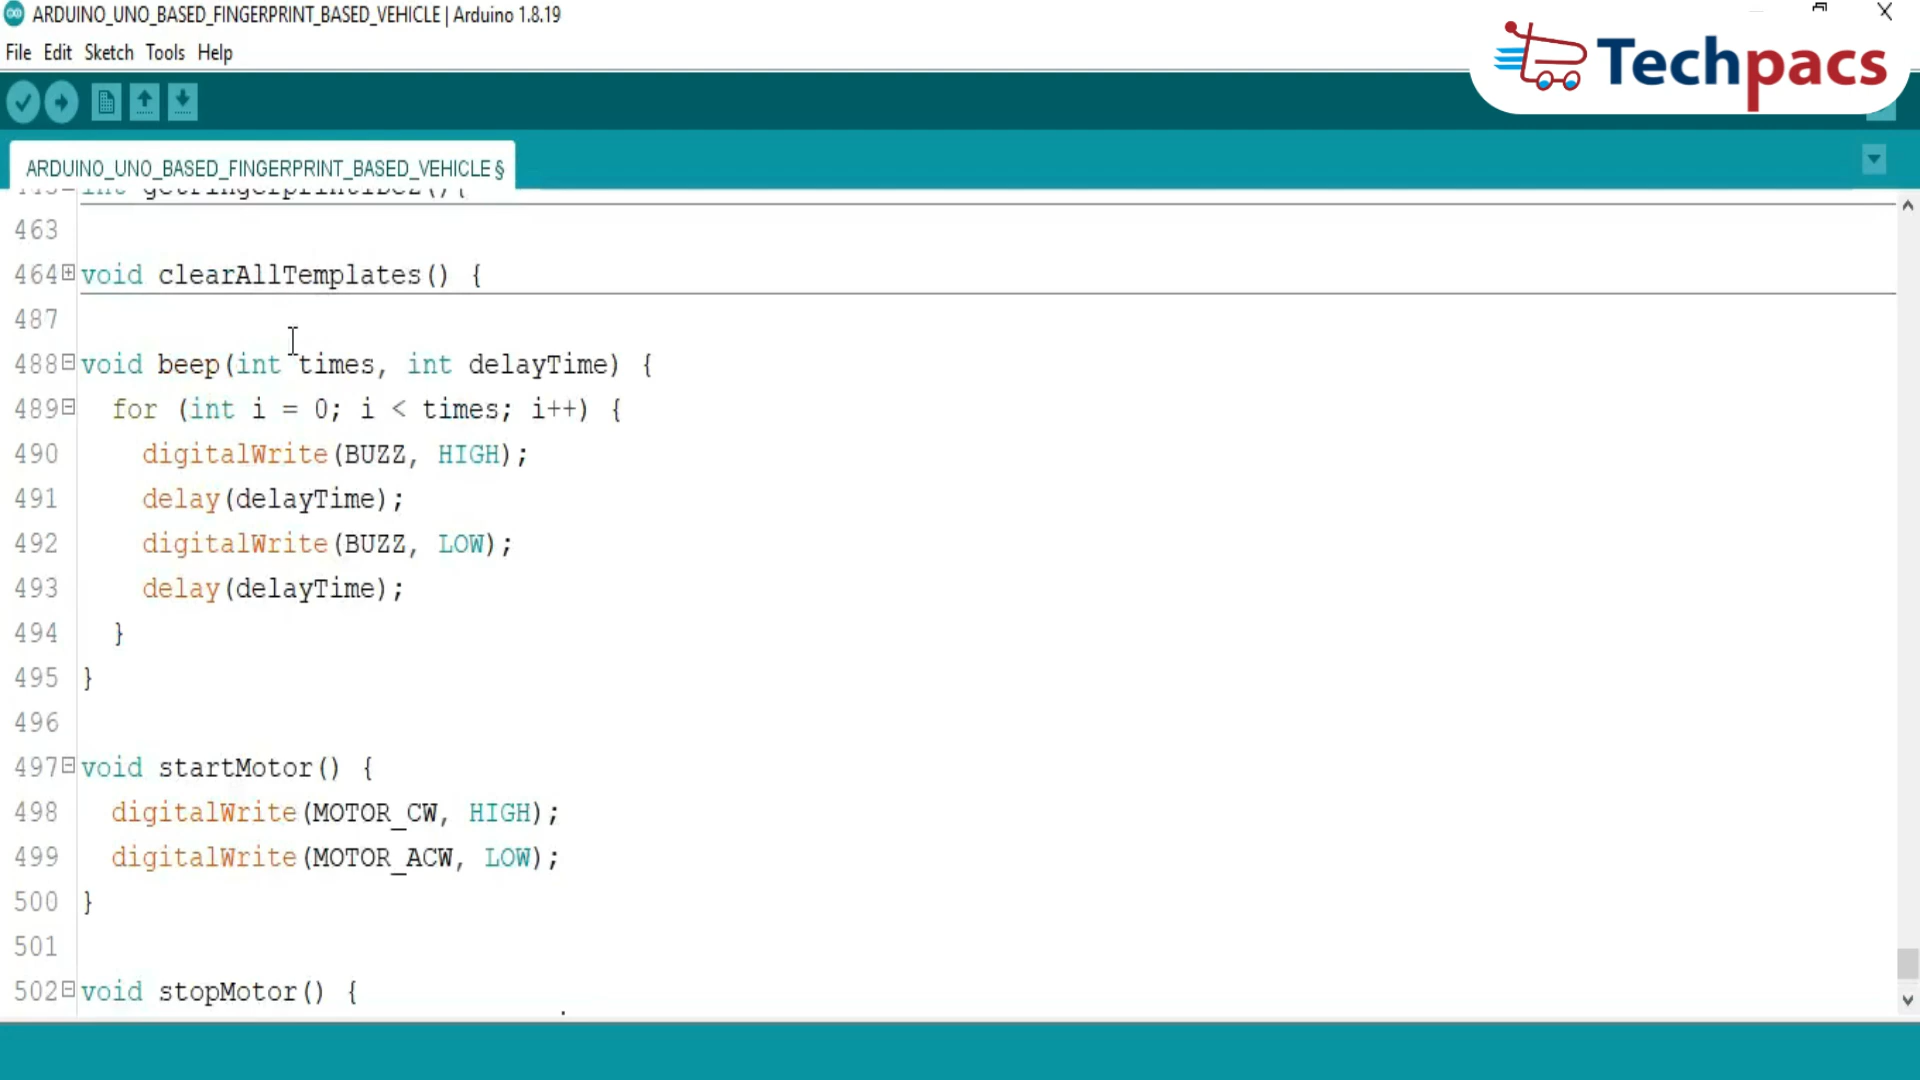 ARDUINO_UNO_BASED_FINGERPRINT_BASED_VEHICLE | Arduino 1.8.19
File Edit Sketch Tools Help
Techpacs
ARDUINO_UNO_BASED_FINGERPRINT_BASED_VEHICLE §
463
464 void clearAllTemplates() {
487
488 void beep(int times, int delayTime) {
489 for (int i = 0; i < times; i++) {
490 digitalWrite(BUZZ, HIGH);
491 delay(delayTime);
492 digitalWrite(BUZZ, LOW);
493 delay(delayTime);
494 }
495 }
496
497 void startMotor() {
498 digitalWrite(MOTOR_CW, HIGH);
499 digitalWrite(MOTOR_ACW, LOW);
500 }
501
502 void stopMotor() {